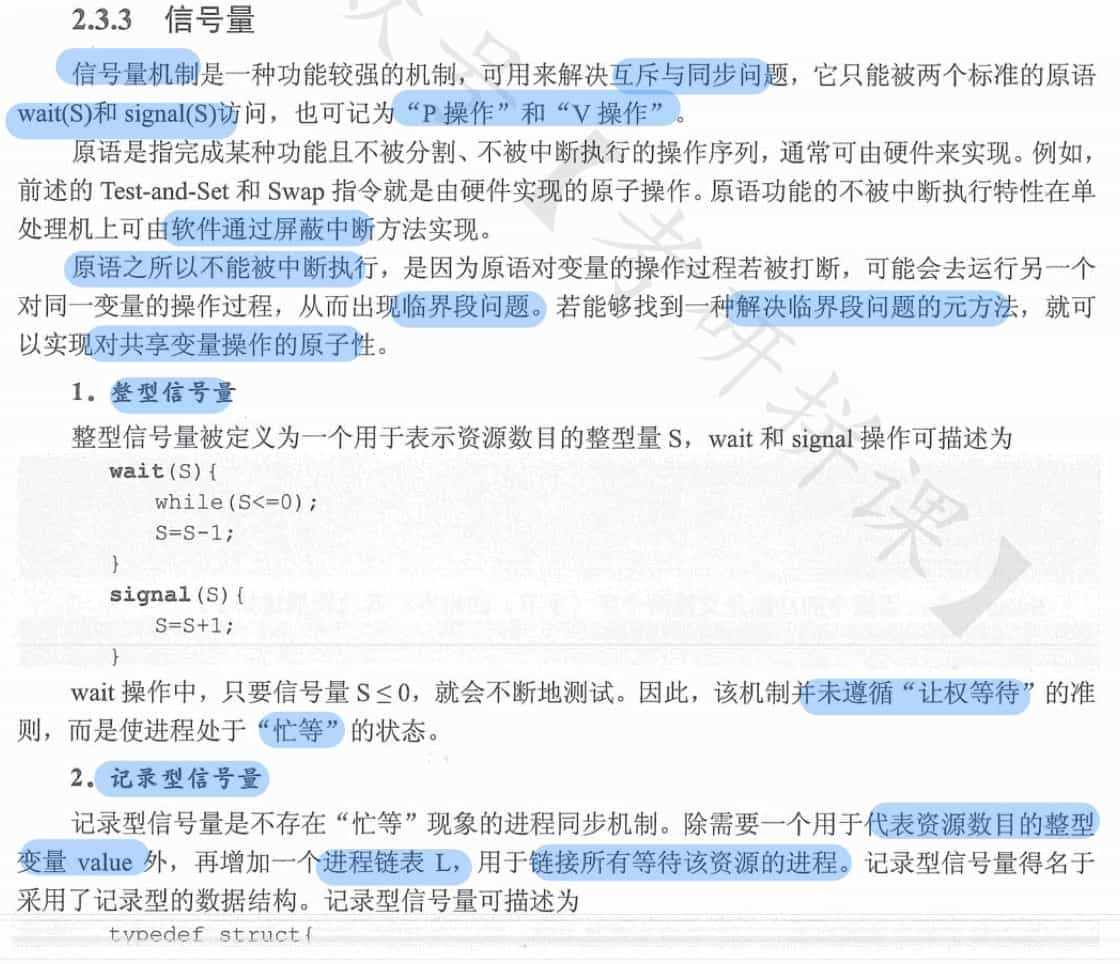 2.3.3 信号量
信号量机制是一种功能较强的机制，可用来解决互斥与同步问题，它只能被两个标准的原语
wait(S)和 signal(S)访问，也可记为“P 操作”和“V 操作”。
原语是指完成某种功能且不被分割、不被中断执行的操作序列，通常可由硬件来实现。例如，
前述的 Test-and-Set 和 Swap 指令就是由硬件实现的原子操作。原语功能的不被中断执行特性在单
处理机上可由软件通过屏蔽中断方法实现。
原语之所以不能被中断执行，是因为原语对变量的操作过程若被打断，可能会去运行另一个
对同一变量的操作过程，从而出现临界段问题。若能够找到一种解决临界段问题的元方法，就可
以实现对共享变量操作的原子性。
1．整型信号量
整型信号量被定义为一个用于表示资源数目的整型量 S，wait 和 signal 操作可描述为
wait(S){
while(S<=0);
S=S-1;
}
signal(S){
S=S+1;
}
wait 操作中，只要信号量 S ≤ 0，就会不断地测试。因此，该机制并未遵循“让权等待”的准
则，而是使进程处于“忙等”的状态。
2．记录型信号量
记录型信号量是不存在“忙等”现象的进程同步机制。除需要一个用于代表资源数目的整型
变量 value 外，再增加一个进程链表 L，用于链接所有等待该资源的进程。记录型信号量得名于
采用了记录型的数据结构。记录型信号量可描述为
typedef struct{
众号【考研拼课】